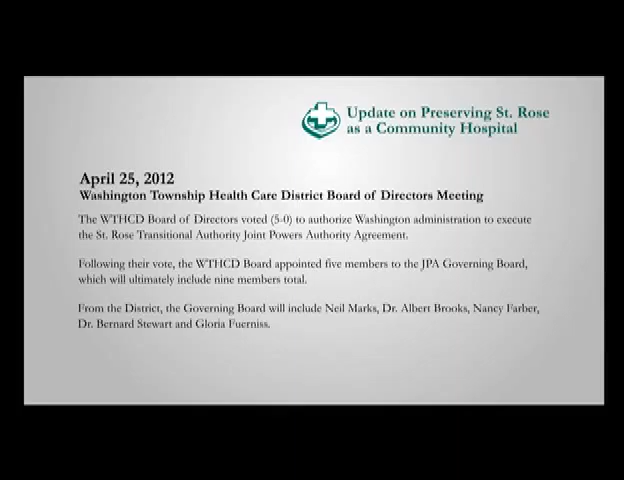 Update on Preserving St. Rose
as a Community Hospital
April 25, 2012
Washington Township Health Care District Board of Directors Meeting
The WTHCD Board of Directors voted (5-0) to authorize Washington administration to execute
the St. Rose Transitional Authority Joint Powers Authority Agreement.
Following their vote, the WTHCD Board appointed five members to the JPA Governing Board,
which will ultimately include nine members total.
From the District, the Governing Board will include Neil Marks, Dr. Albert Brooks, Nancy Farber,
Dr. Bernard Stewart and Gloria Fuerniss.